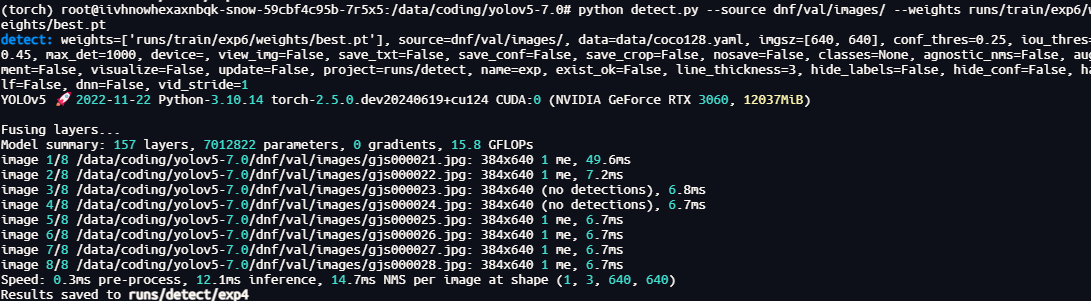 (torch) root@iivhnowhexaxnbqk-snow-59cbf4c95b-7r5x5:/data/coding/yolov5-7.0# python detect.py --source dnf/val/images/ --weights runs/train/exp6/w
eights/best.pt
detect: weights=['runs/train/exp6/weights/best.pt'], source=dnf/val/images/, data=data/coco128.yaml, imgsz=[640, 640], conf_thres=0.25, iou_thres=
0.45, max_det=1000, device=, view_img=False, save_txt=False, save_conf=False, save_crop=False, nosave=False, classes=None, agnostic_nms=False, aug
ment=False, visualize=False, update=False, project=runs/detect, name=exp, exist_ok=False, line_thickness=3, hide_labels=False, hide_conf=False, ha
lf=False, dnn=False, vid_stride=1
YOLOv5 🚀 2022-11-22 Python-3.10.14 torch-2.5.0.dev20240619+cu124 CUDA:0 (NVIDIA GeForce RTX 3060, 12037MiB)
Fusing layers...
Model summary: 157 layers, 7012822 parameters, 0 gradients, 15.8 GFLOPs
image 1/8 /data/coding/yolov5-7.0/dnf/val/images/gjs000021.jpg: 384x640 1 me, 49.6ms
image 2/8 /data/coding/yolov5-7.0/dnf/val/images/gjs000022.jpg: 384x640 1 me, 7.2ms
image 3/8 /data/coding/yolov5-7.0/dnf/val/images/gjs000023.jpg: 384x640 (no detections), 6.8ms
image 4/8 /data/coding/yolov5-7.0/dnf/val/images/gjs000024.jpg: 384x640 (no detections), 6.7ms
image 5/8 /data/coding/yolov5-7.0/dnf/val/images/gjs000025.jpg: 384x640 1 me, 6.7ms
image 6/8 /data/coding/yolov5-7.0/dnf/val/images/gjs000026.jpg: 384x640 1 me, 6.7ms
image 7/8 /data/coding/yolov5-7.0/dnf/val/images/gjs000027.jpg: 384x640 1 me, 6.7ms
image 8/8 /data/coding/yolov5-7.0/dnf/val/images/gjs000028.jpg: 384x640 1 me, 6.7ms
Speed: 0.3ms pre-process, 12.1ms inference, 14.7ms NMS per image at shape (1, 3, 640, 640)
Results saved to runs/detect/exp4